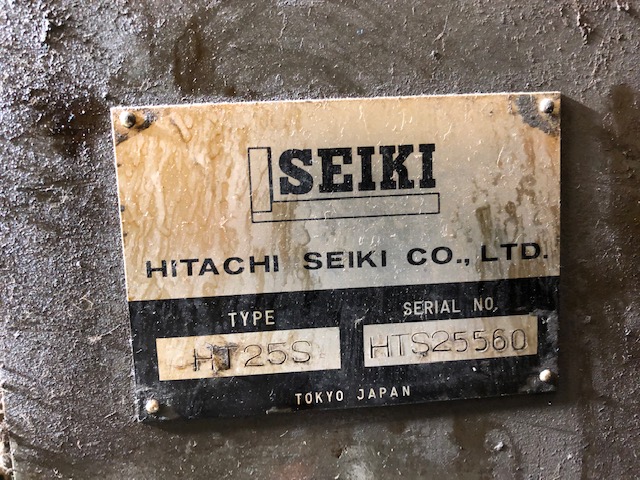 SEIKI
HITACHI SEIKI CO., LTD.
TYPE
HT25S
SERIAL NO.
HTS25560
TOKYO JAPAN